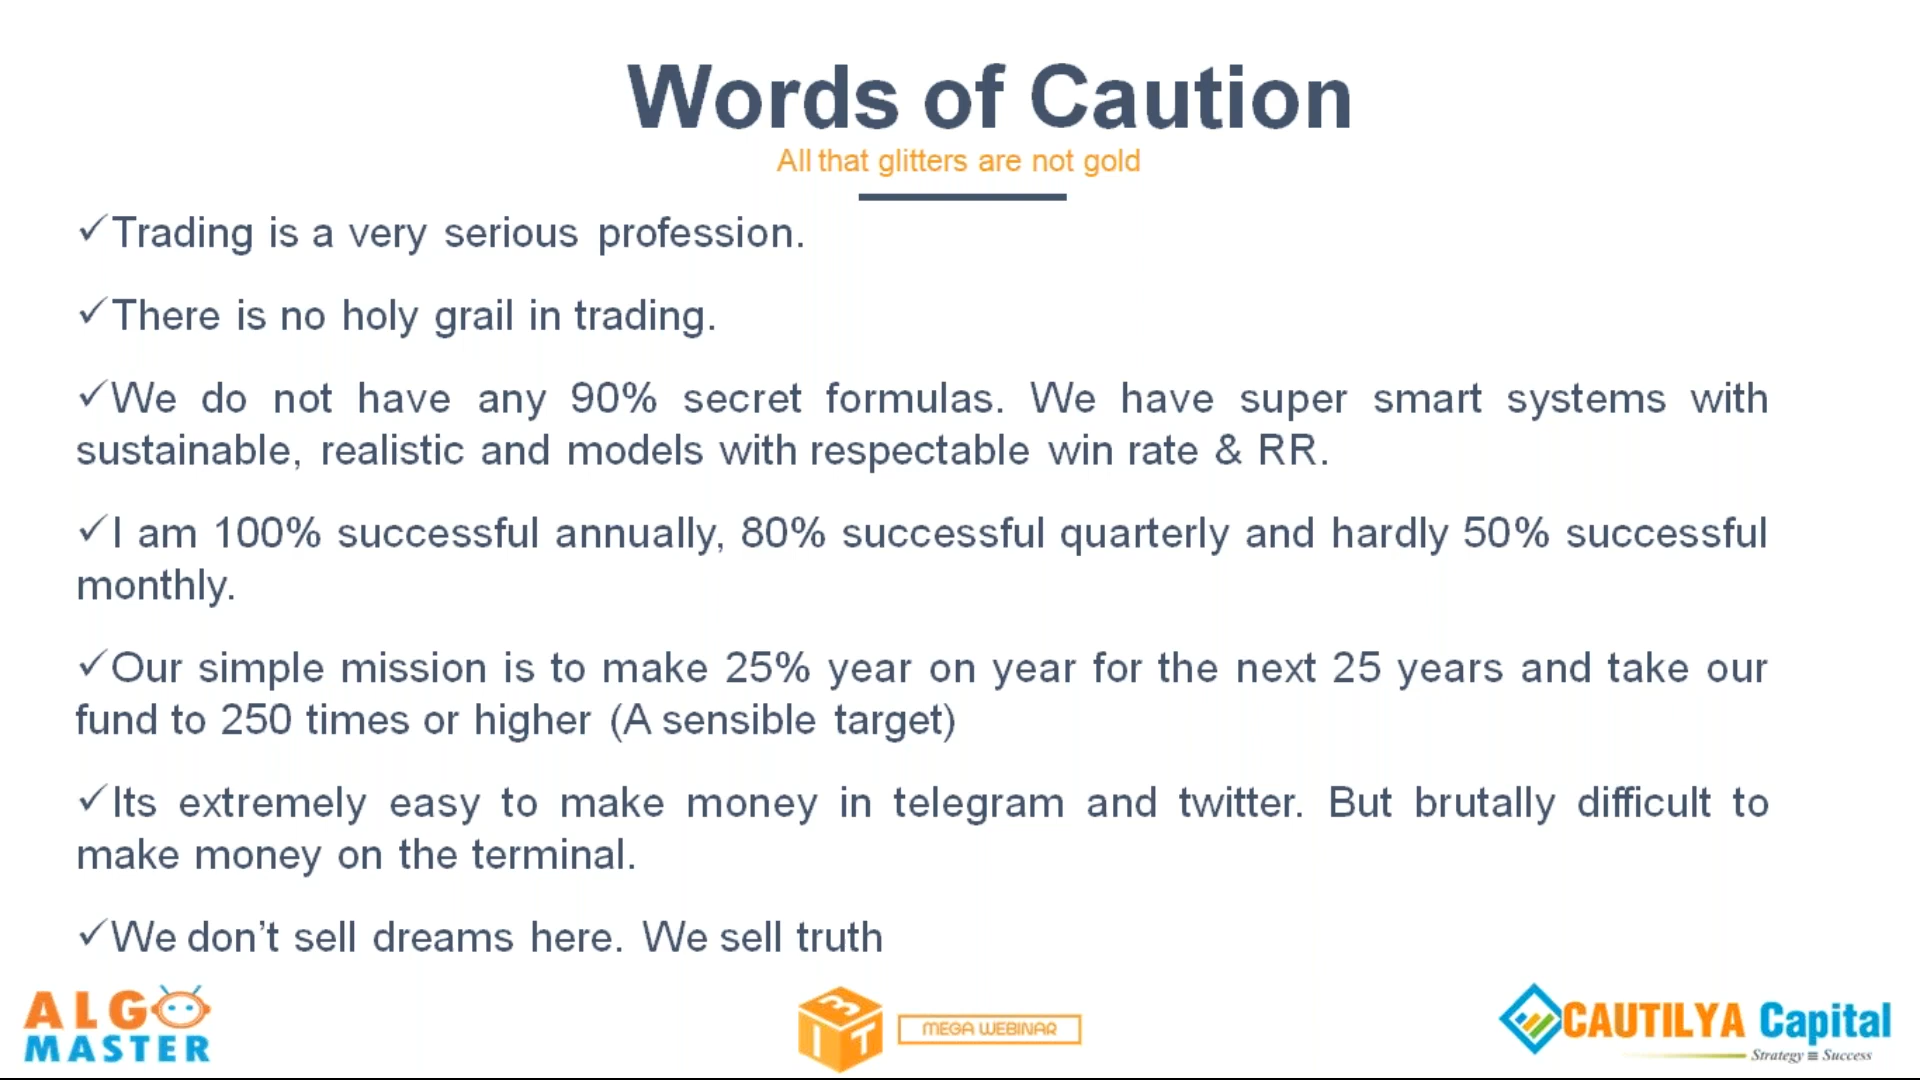 Words of Caution
All that glitters are not gold
✓Trading is a very serious profession.
✓There is no holy grail in trading.
✓We do not have any 90% secret formulas. We have super smart systems with
sustainable, realistic and models with respectable win rate & RR.
✓I am 100% successful annually, 80% successful quarterly and hardly 50% successful
monthly.
✓Our simple mission is to make 25% year on year for the next 25 years and take our
fund to 250 times or higher (A sensible target)
✓Its extremely easy to make money in telegram and twitter. But brutally difficult to
make money on the terminal.
✓We don't sell dreams here. We sell truth
ALGO
MASTER
3
IT
MEGA WEBINAR
CAUTILYA Capital
Strategy ≡ Success